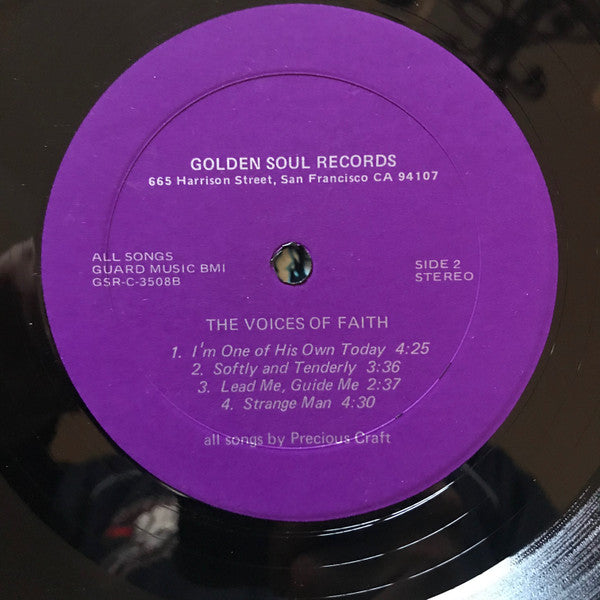 GOLDEN SOUL RECORDS
665 Harrison Street, San Francisco CA 94107
ALL SONGS
GUARD MUSIC BMI
GSR-C-3508B
SIDE 2
STEREO
THE VOICES OF FAITH
1. I'm One of His Own Today 4:25
2. Softly and Tenderly 3:36
3. Lead Me, Guide Me 2:37
4. Strange Man 4:30
all songs by Precious Craft